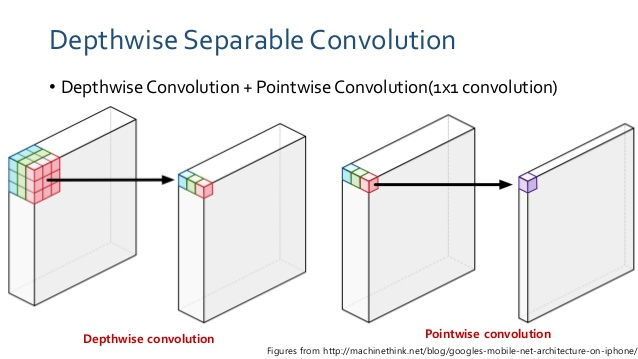 Depthwise Separable Convolution
• Depthwise Convolution + Pointwise Convolution(1x1 convolution)
Depthwise convolution
Pointwise convolution
Figures from http://machinethink.net/blog/googles-mobile-net-architecture-on-iphone/